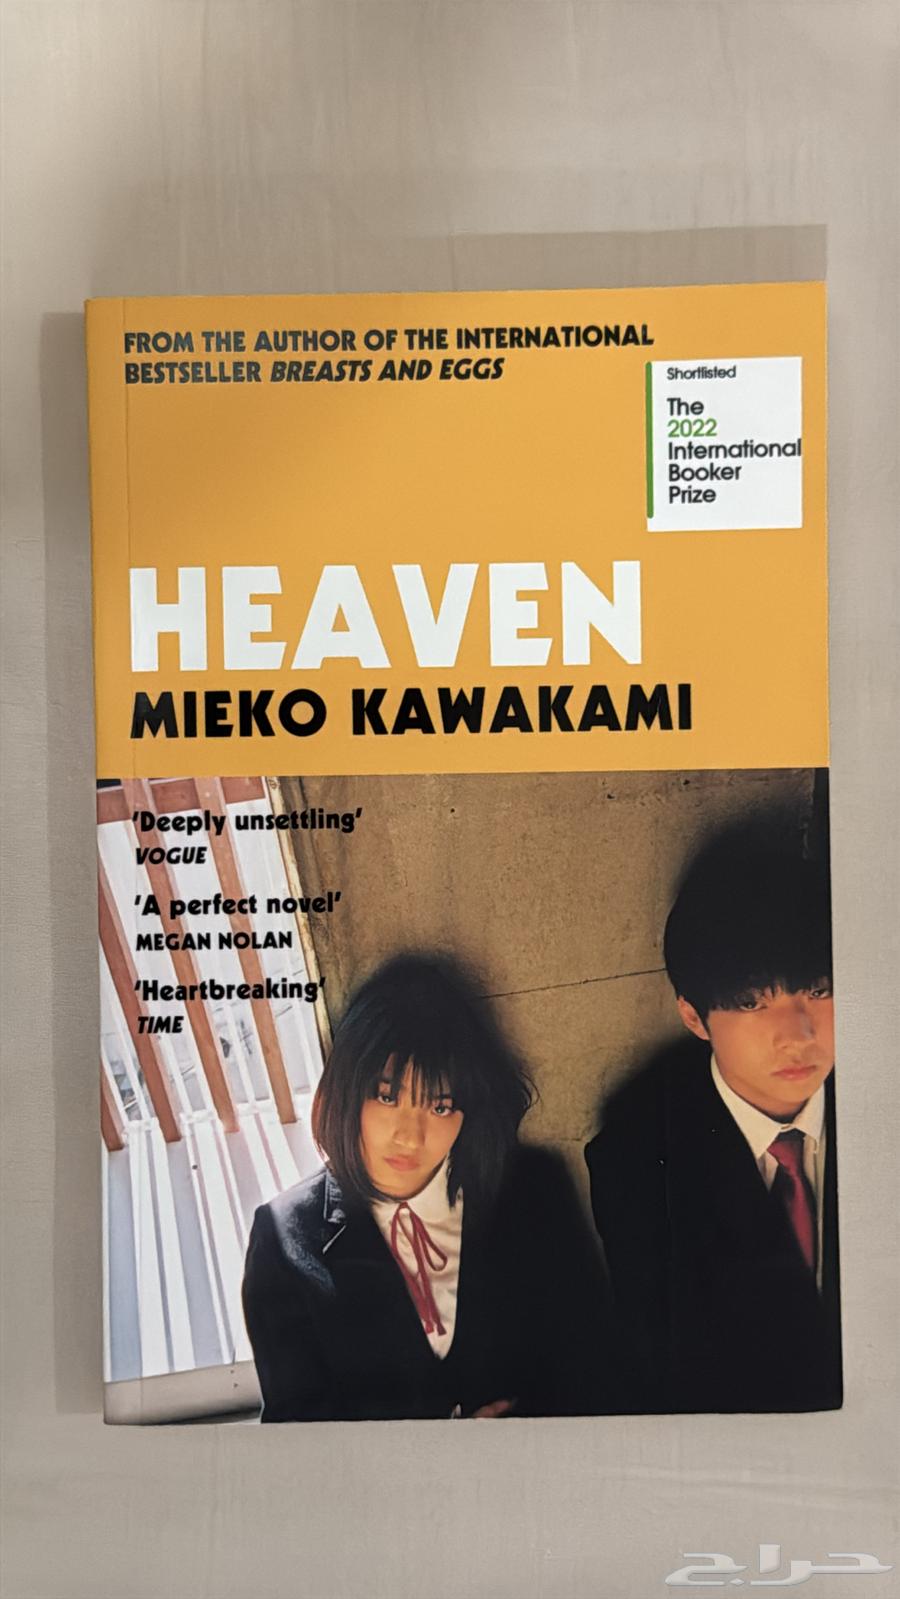 FROM THE AUTHOR OF THE INTERNATIONAL
BESTSELLER BREASTS AND EGGS
Shortlisted
The
2022
International
Booker
Prize
HEAVEN
MIEKO KAWAKAMI
'Deeply unsettling'
VOGUE
'A perfect novel'
MEGAN NOLAN
'Heartbreaking'
TIME
حراج